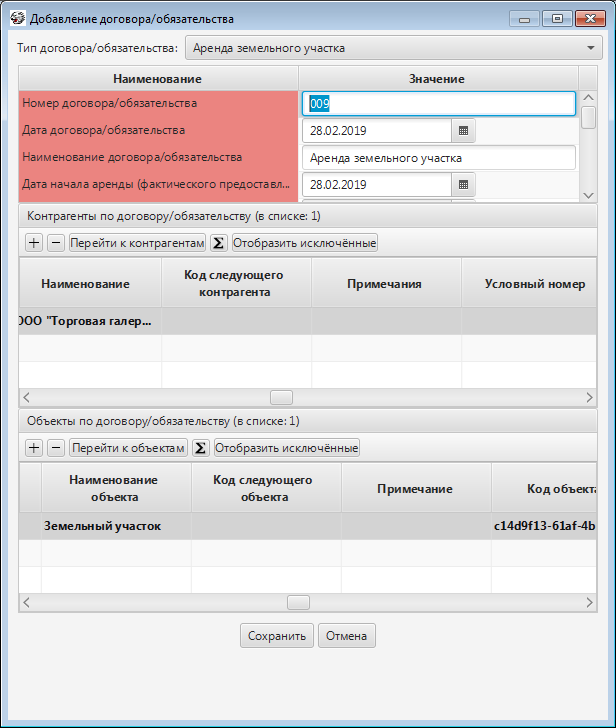 Добавление договора/обязательства
Тип договора/обязательства: Аренда земельного участка
Наименование Значение
Номер договора/обязательства 009
Дата договора/обязательства 28.02.2019
Наименование договора/обязательства Аренда земельного участка
Дата начала аренды (фактического предоставл... 28.02.2019
Контрагенты по договору/обязательству (в списке: 1)
+ − Перейти к контрагентам Σ Отобразить исключённые
Наименование Код следующего контрагента Примечания Условный номер
ООО "Торговая галер...
Объекты по договору/обязательству (в списке: 1)
+ − Перейти к объектам Σ Отобразить исключённые
Наименование объекта Код следующего объекта Примечание Код объекта
Земельный участок c14d9f13-61af-4b
Сохранить Отмена